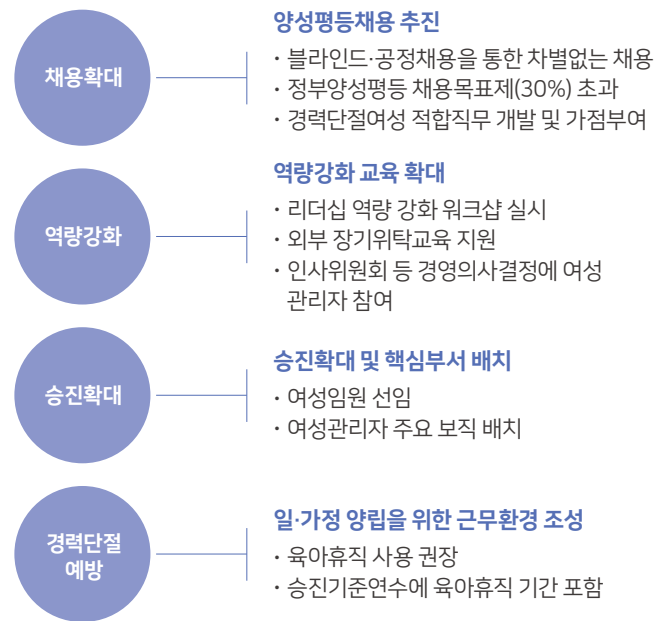 채용확대
양성평등채용 추진
· 블라인드·공정채용을 통한 차별없는 채용
· 정부양성평등 채용목표제(30%) 초과
· 경력단절여성 적합직무 개발 및 가점부여
역량강화
역량강화 교육 확대
· 리더십 역량 강화 워크샵 실시
· 외부 장기위탁교육 지원
· 인사위원회 등 경영의사결정에 여성
관리자 참여
승진확대
승진확대 및 핵심부서 배치
· 여성임원 선임
· 여성관리자 주요 보직 배치
경력단절
예방
일·가정 양립을 위한 근무환경 조성
· 육아휴직 사용 권장
· 승진기준연수에 육아휴직 기간 포함